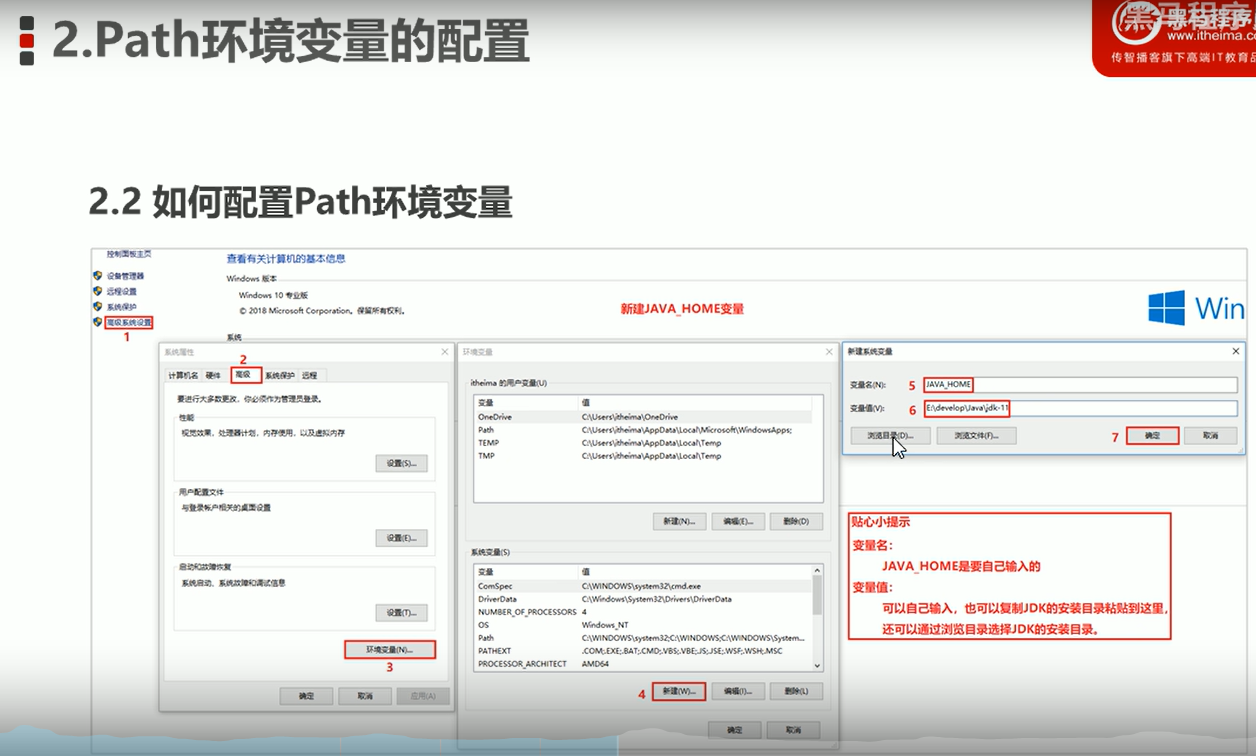 2.Path环境变量的配置
黑马程序
www.itheima.co
传智播客旗下高端IT教育品
2.2 如何配置Path环境变量
控制面板主页
设备管理器
远程设置
系统保护
高级系统设置
1
查看有关计算机的基本信息
Windows 版本
Windows 10 专业版
© 2018 Microsoft Corporation。保留所有权利。
系统
新建JAVA_HOME变量
Win
系统属性
2
计算机名 硬件 高级 系统保护 远程
要进行大多数更改，你必须作为管理员登录。
性能
视觉效果，处理器计划，内存使用，以及虚拟内存
设置(S)...
用户配置文件
与登录帐户相关的桌面设置
设置(E)...
启动和故障恢复
系统启动、系统故障和调试信息
设置(T)...
环境变量(N)...
3
确定 取消 应用(A)
环境变量
itheima 的用户变量(U)
变量 值
OneDrive C:\Users\itheima\OneDrive
Path C:\Users\itheima\AppData\Local\Microsoft\WindowsApps;
TEMP C:\Users\itheima\AppData\Local\Temp
TMP C:\Users\itheima\AppData\Local\Temp
新建(N)... 编辑(E)... 删除(D)
系统变量(S)
变量 值
ComSpec C:\WINDOWS\system32\cmd.exe
DriverData C:\Windows\System32\Drivers\DriverData
NUMBER_OF_PROCESSORS 4
OS Windows_NT
Path C:\WINDOWS\system32;C:\WINDOWS;C:\WINDOWS\System...
PATHEXT .COM;.EXE;.BAT;.CMD;.VBS;.VBE;.JS;.JSE;.WSF;.WSH;.MSC
PROCESSOR_ARCHITECT AMD64
4 新建(W)... 编辑(I)... 删除(L)
确定 取消
新建系统变量
变量名(N): 5 JAVA_HOME
变量值(V): 6 E:\develop\Java\jdk-11
浏览目录(D)... 浏览文件(F)... 7 确定 取消
贴心小提示
变量名：
JAVA_HOME是要自己输入的
变量值：
可以自己输入，也可以复制JDK的安装目录粘贴到这里，
还可以通过浏览目录选择JDK的安装目录。